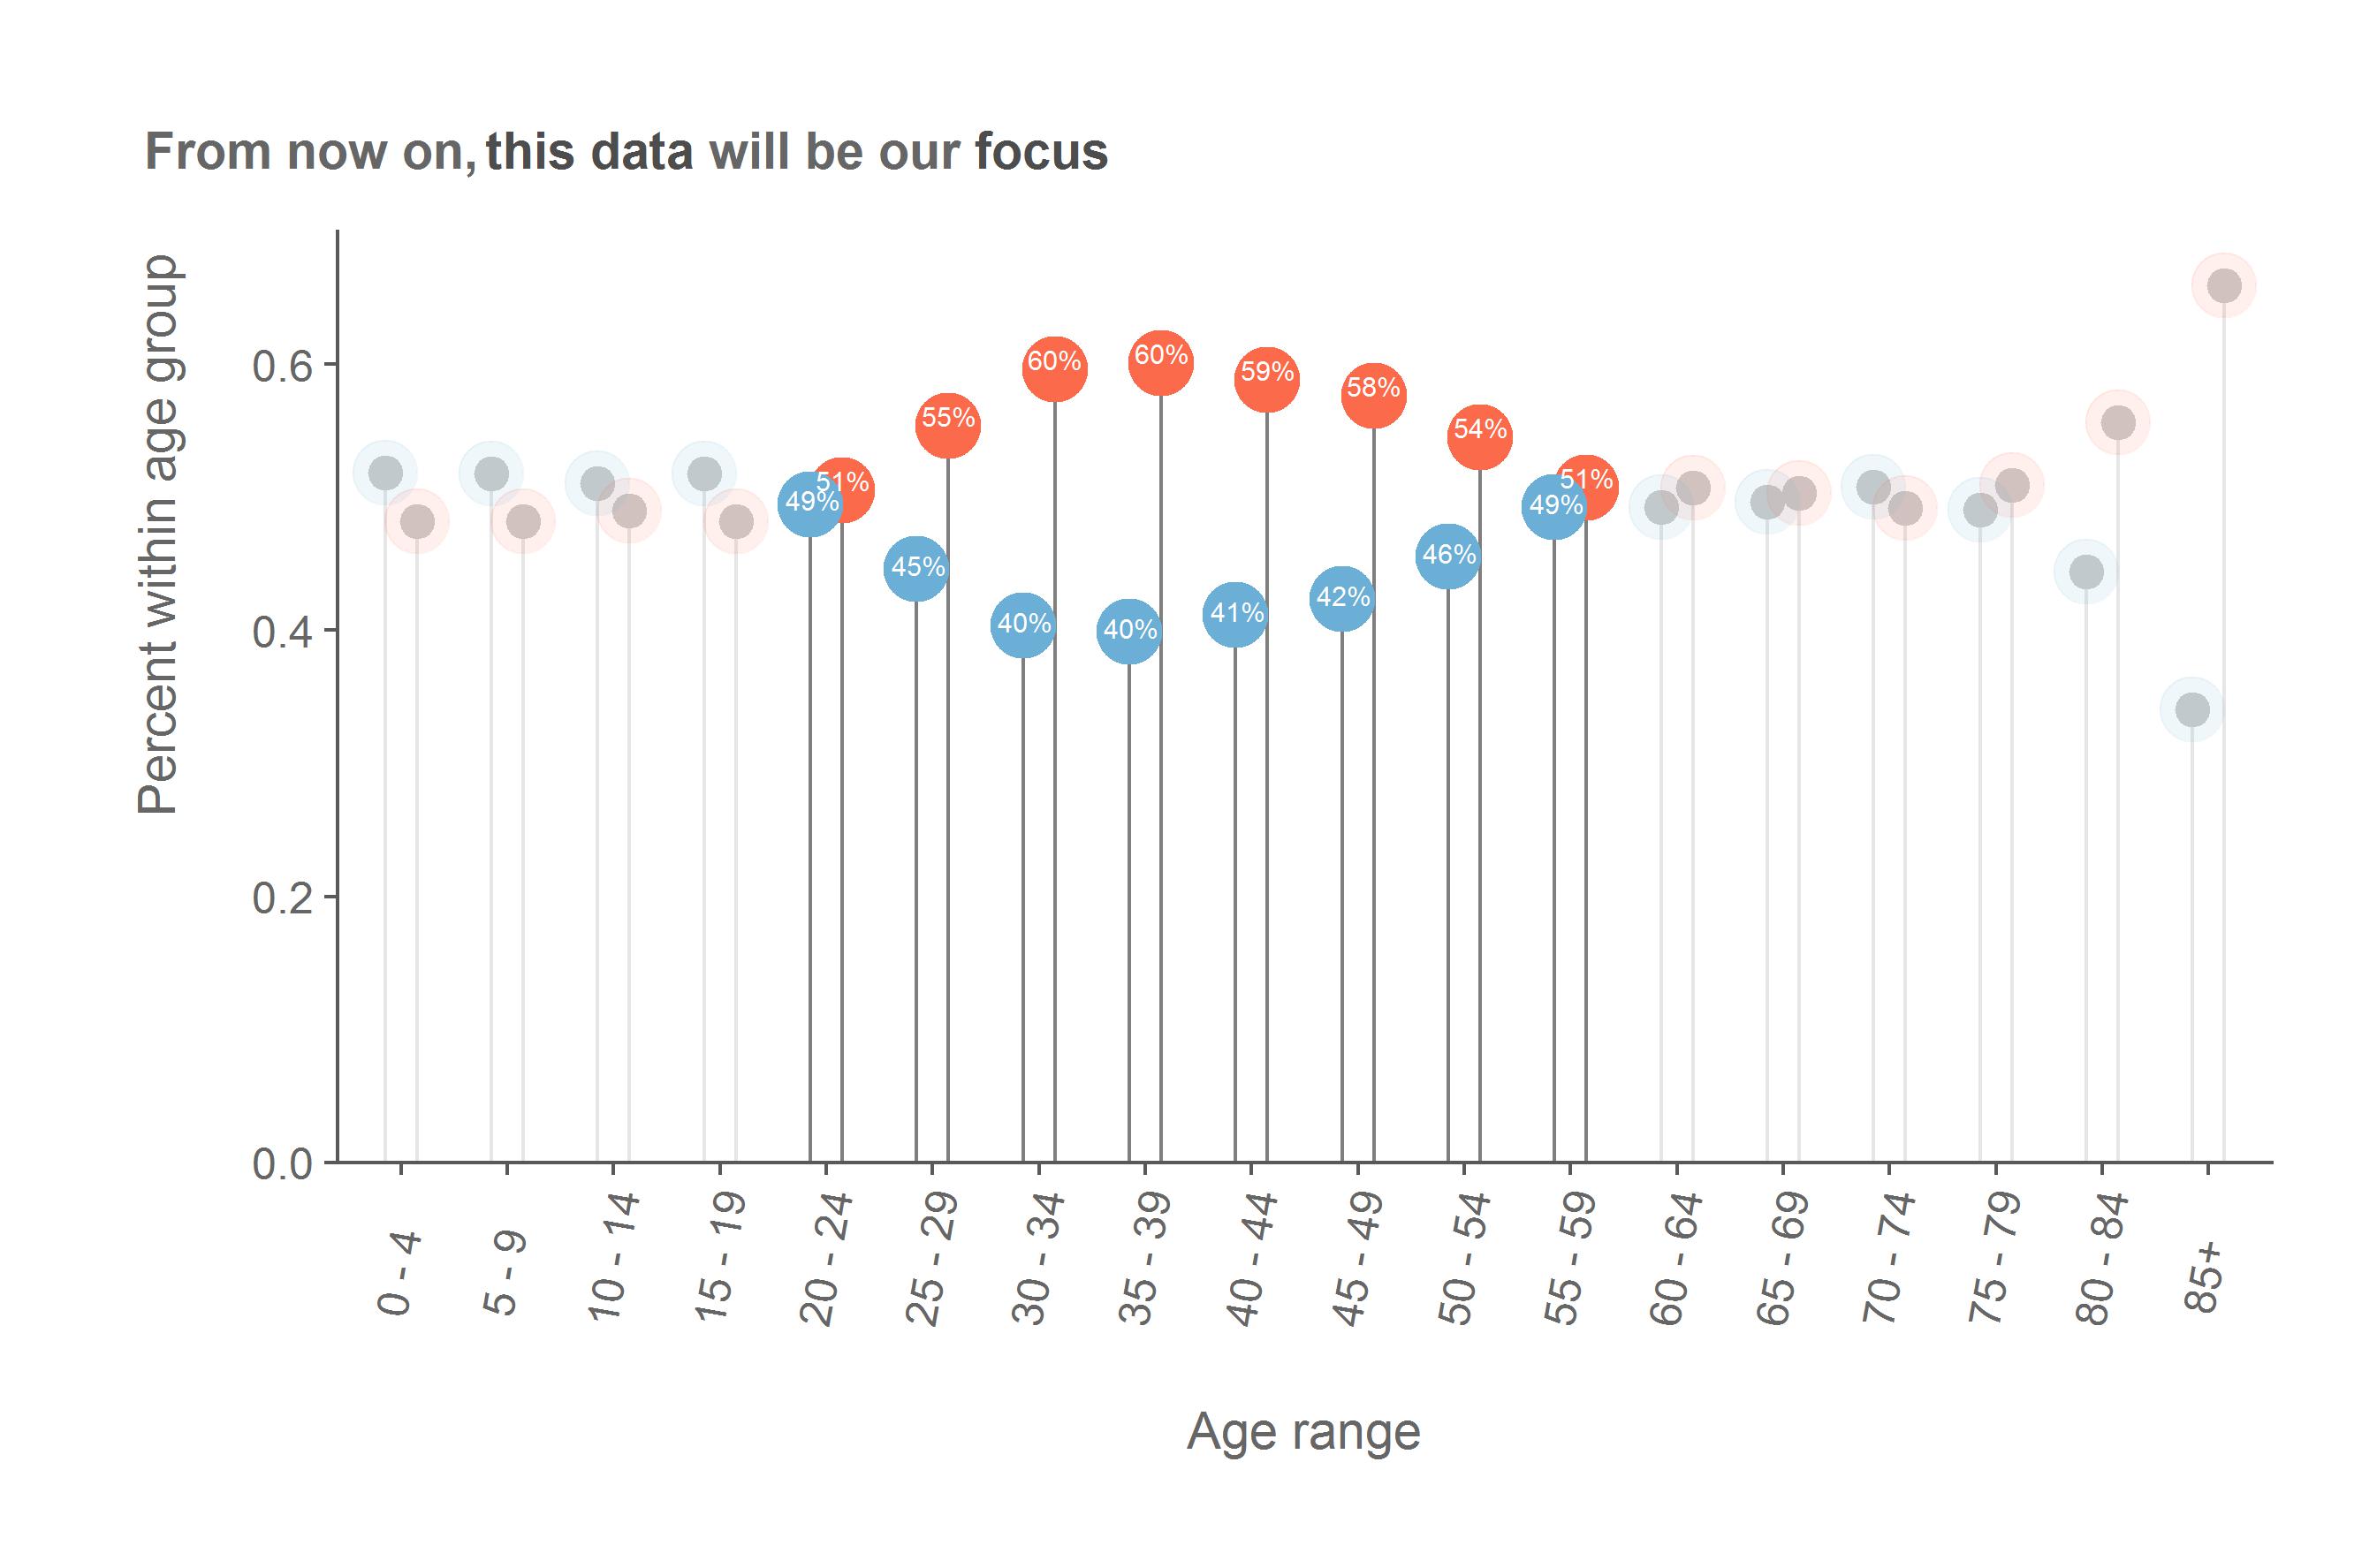 From now on, this data will be our focus
Percent within age group
0.6
0.4
0.2
0.0
49%
51%
45%
55%
40%
60%
40%
60%
41%
59%
42%
58%
46%
54%
49%
51%
0 - 4
5 - 9
10 - 14
15 - 19
20 - 24
25 - 29
30 - 34
35 - 39
40 - 44
45 - 49
50 - 54
55 - 59
60 - 64
65 - 69
70 - 74
75 - 79
80 - 84
85+
Age range